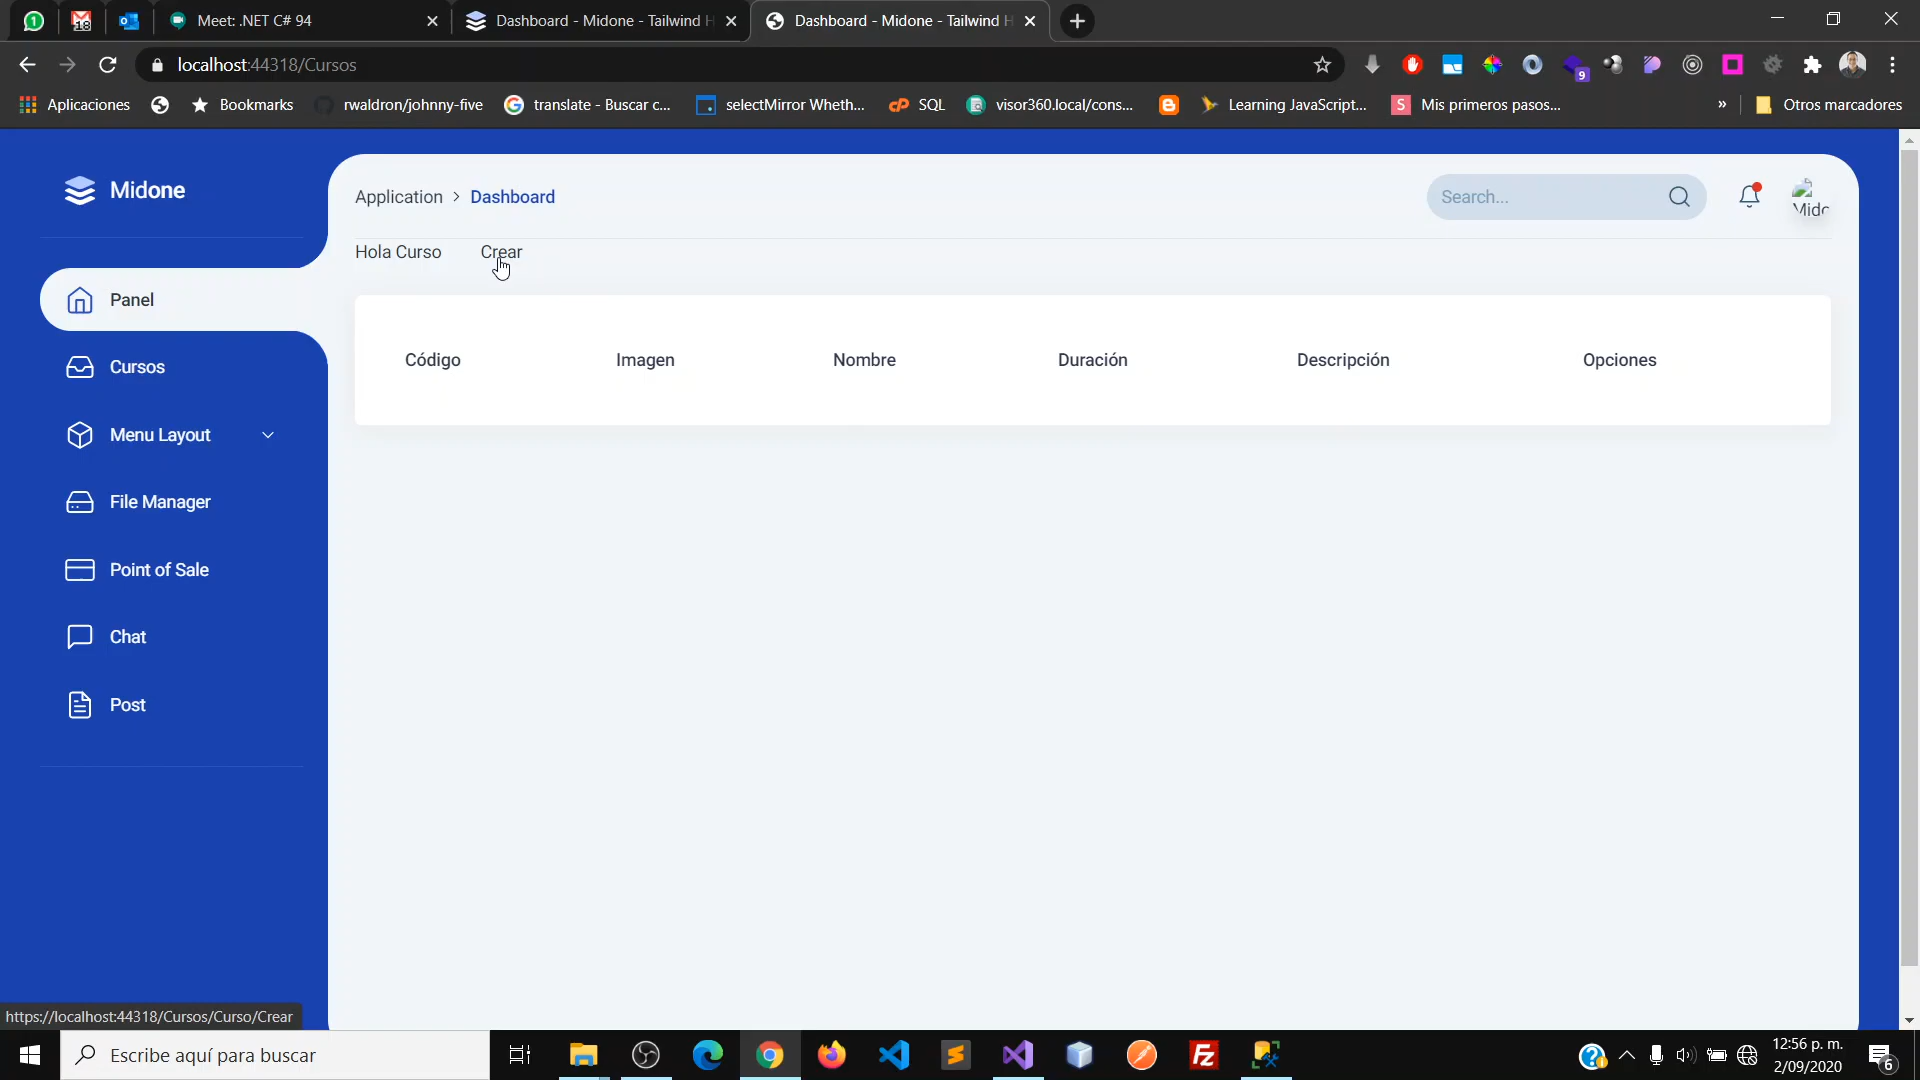 Meet: .NET C# 94
Dashboard - Midone - Tailwind H
Dashboard - Midone - Tailwind H
localhost:44318/Cursos
9
Aplicaciones
Bookmarks
rwaldron/johnny-five
translate - Buscar c...
selectMirror Wheth...
SQL
visor360.local/cons...
Learning JavaScript...
Mis primeros pasos...
»
Otros marcadores
Midone
Application > Dashboard
Search...
Mido
Hola Curso
Crear
Panel
Cursos
Menu Layout
File Manager
Point of Sale
Chat
Post
Código
Imagen
Nombre
Duración
Descripción
Opciones
https://localhost:44318/Cursos/Curso/Crear
Escribe aquí para buscar
12:56 p. m.
2/09/2020
6